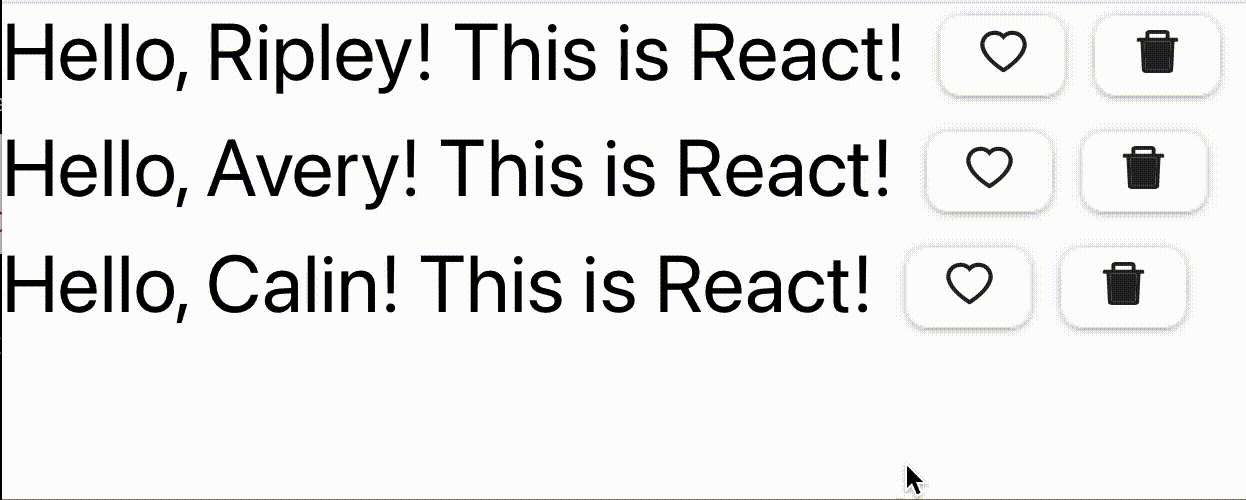 Hello, Ripley! This is React!
Hello, Avery! This is React!
Hello, Calin! This is React!